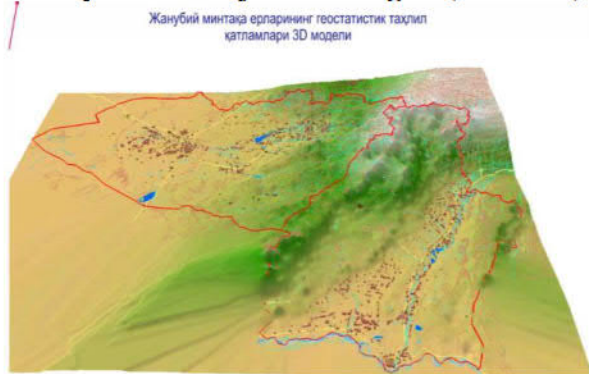 Жанубий минтақа ерларининг геостатистик таҳлил
қатламлари 3D модели